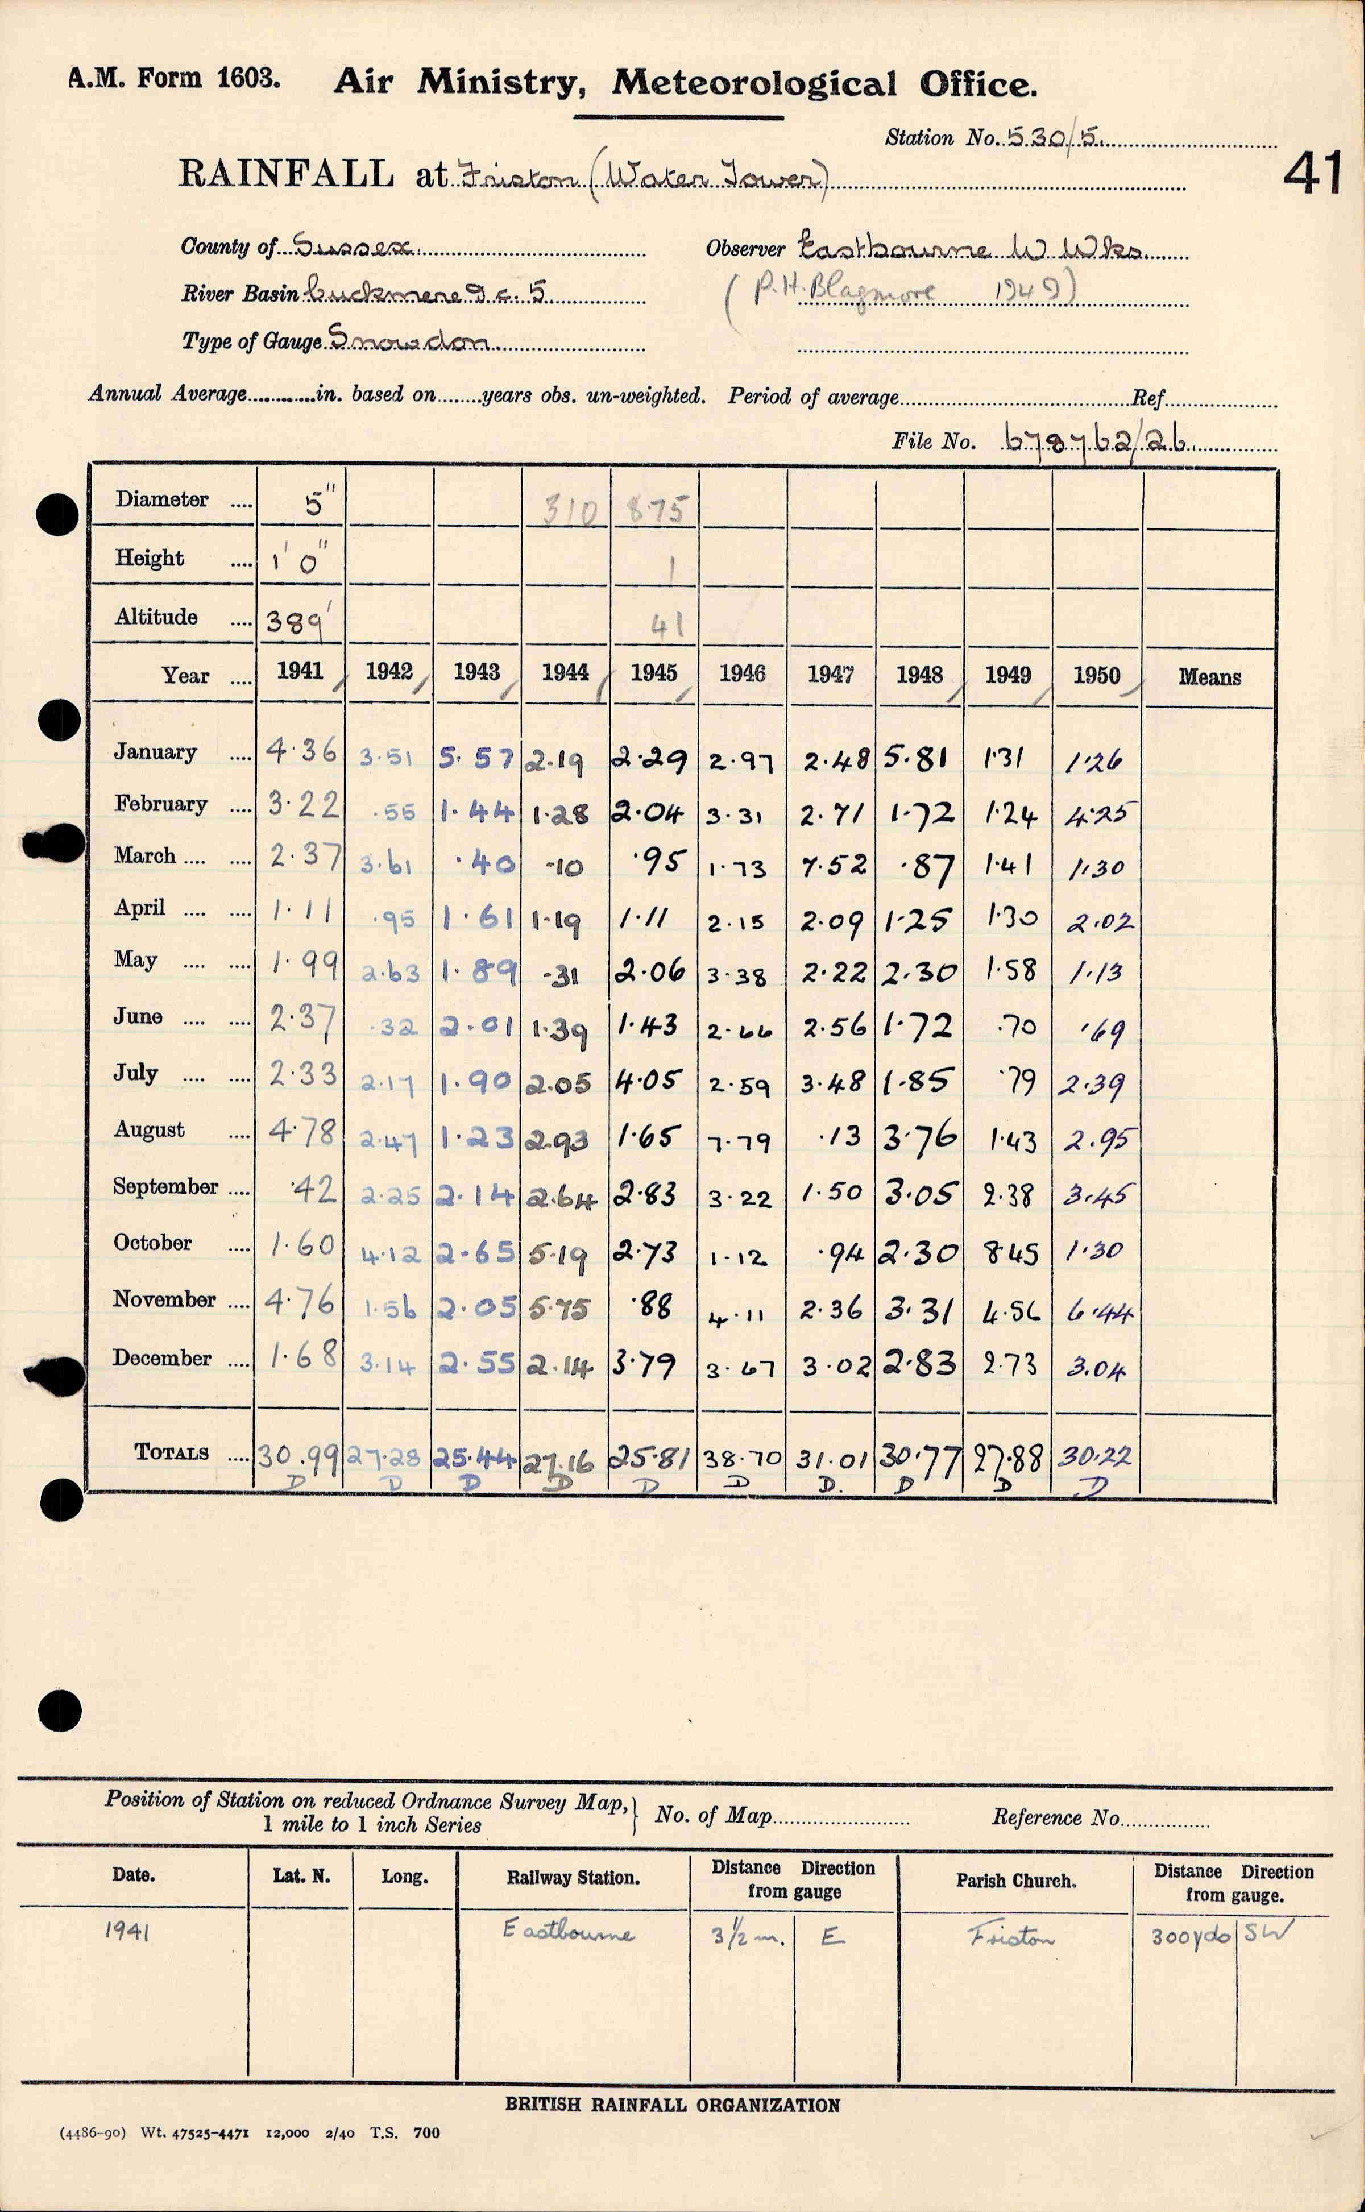 A.M. Form 1603. Air Ministry, Meteorological Office.
Station No. 530/5.
41
RAINFALL at Friston (Water Tower)
County of Sussex. Observer Eastbourne W Wks
River Basin Cuckmere &c. 5. (P.H. Blagmore 1949)
Type of Gauge Snowdon
Annual Average............in. based on........years obs. un-weighted. Period of average............Ref............
File No. 678762/26.
Diameter .... 5" 310 875
Height .... 1' 0" 1
Altitude .... 389' 41
Year .... 1941 1942 1943 1944 1945 1946 1947 1948 1949 1950 Means
January .... 4·36 3·51 5·57 2·19 2·29 2·97 2·48 5·81 1·31 1·26
February .... 3·22 ·55 1·44 1·28 2·04 3·31 2·71 1·72 1·24 4·25
March .... .... 2·37 3·61 ·40 ·10 ·95 1·73 7·52 ·87 1·41 1·30
April .... .... 1·11 ·95 1·61 1·19 1·11 2·15 2·09 1·25 1·30 2·02
May .... .... 1·99 2·63 1·89 ·31 2·06 3·38 2·22 2·30 1·58 1·13
June .... .... 2·37 ·32 2·01 1·39 1·43 2·66 2·56 1·72 ·70 ·69
July .... .... 2·33 2·17 1·90 2·05 4·05 2·59 3·48 1·85 ·79 2·39
August .... 4·78 2·47 1·23 2·93 1·65 7·79 ·13 3·76 1·43 2·95
September .... ·42 2·25 2·14 2·64 2·83 3·22 1·50 3·05 2·38 3·45
October .... 1·60 4·12 2·65 5·19 2·73 1·12 ·94 2·30 8·45 1·30
November .... 4·76 1·56 2·05 5·75 ·88 4·11 2·36 3·31 4·56 6·44
December .... 1·68 3·14 2·55 2·14 3·79 3·67 3·02 2·83 2·73 3·04
TOTALS .... 30·99 27·28 25·44 27·16 25·81 38·70 31·01 30·77 27·88 30·22
D D D D D D D. D D D
Position of Station on reduced Ordnance Survey Map, } No. of Map............ Reference No............
1 mile to 1 inch Series
Date. Lat. N. Long. Railway Station. Distance Direction from gauge Parish Church. Distance Direction from gauge.
1941 Eastbourne 3½ m. E Friston 300 yds SW
BRITISH RAINFALL ORGANIZATION
(4486-90) Wt. 47525-4471 12,000 2/40 T.S. 700